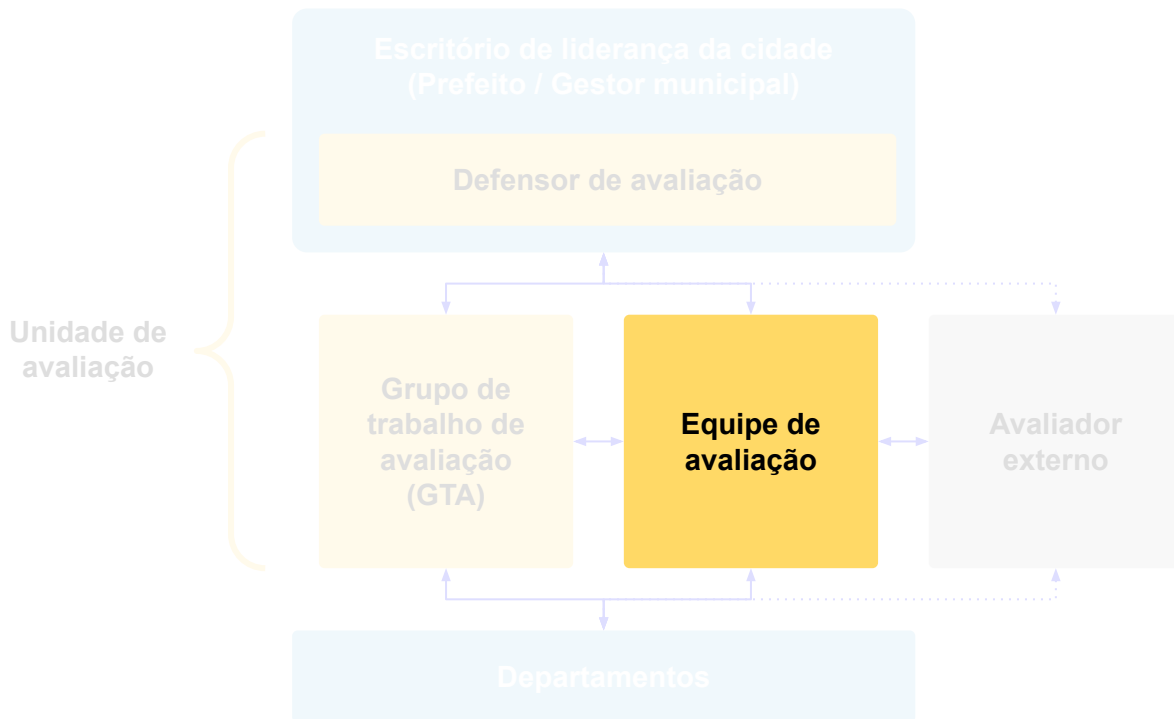 Escritório de liderança da cidade
(Prefeito / Gestor municipal)
Defensor de avaliação
Unidade de
avaliação
Grupo de
trabalho de
avaliação
(GTA)
Equipe de
avaliação
Avaliador
externo
Departamentos